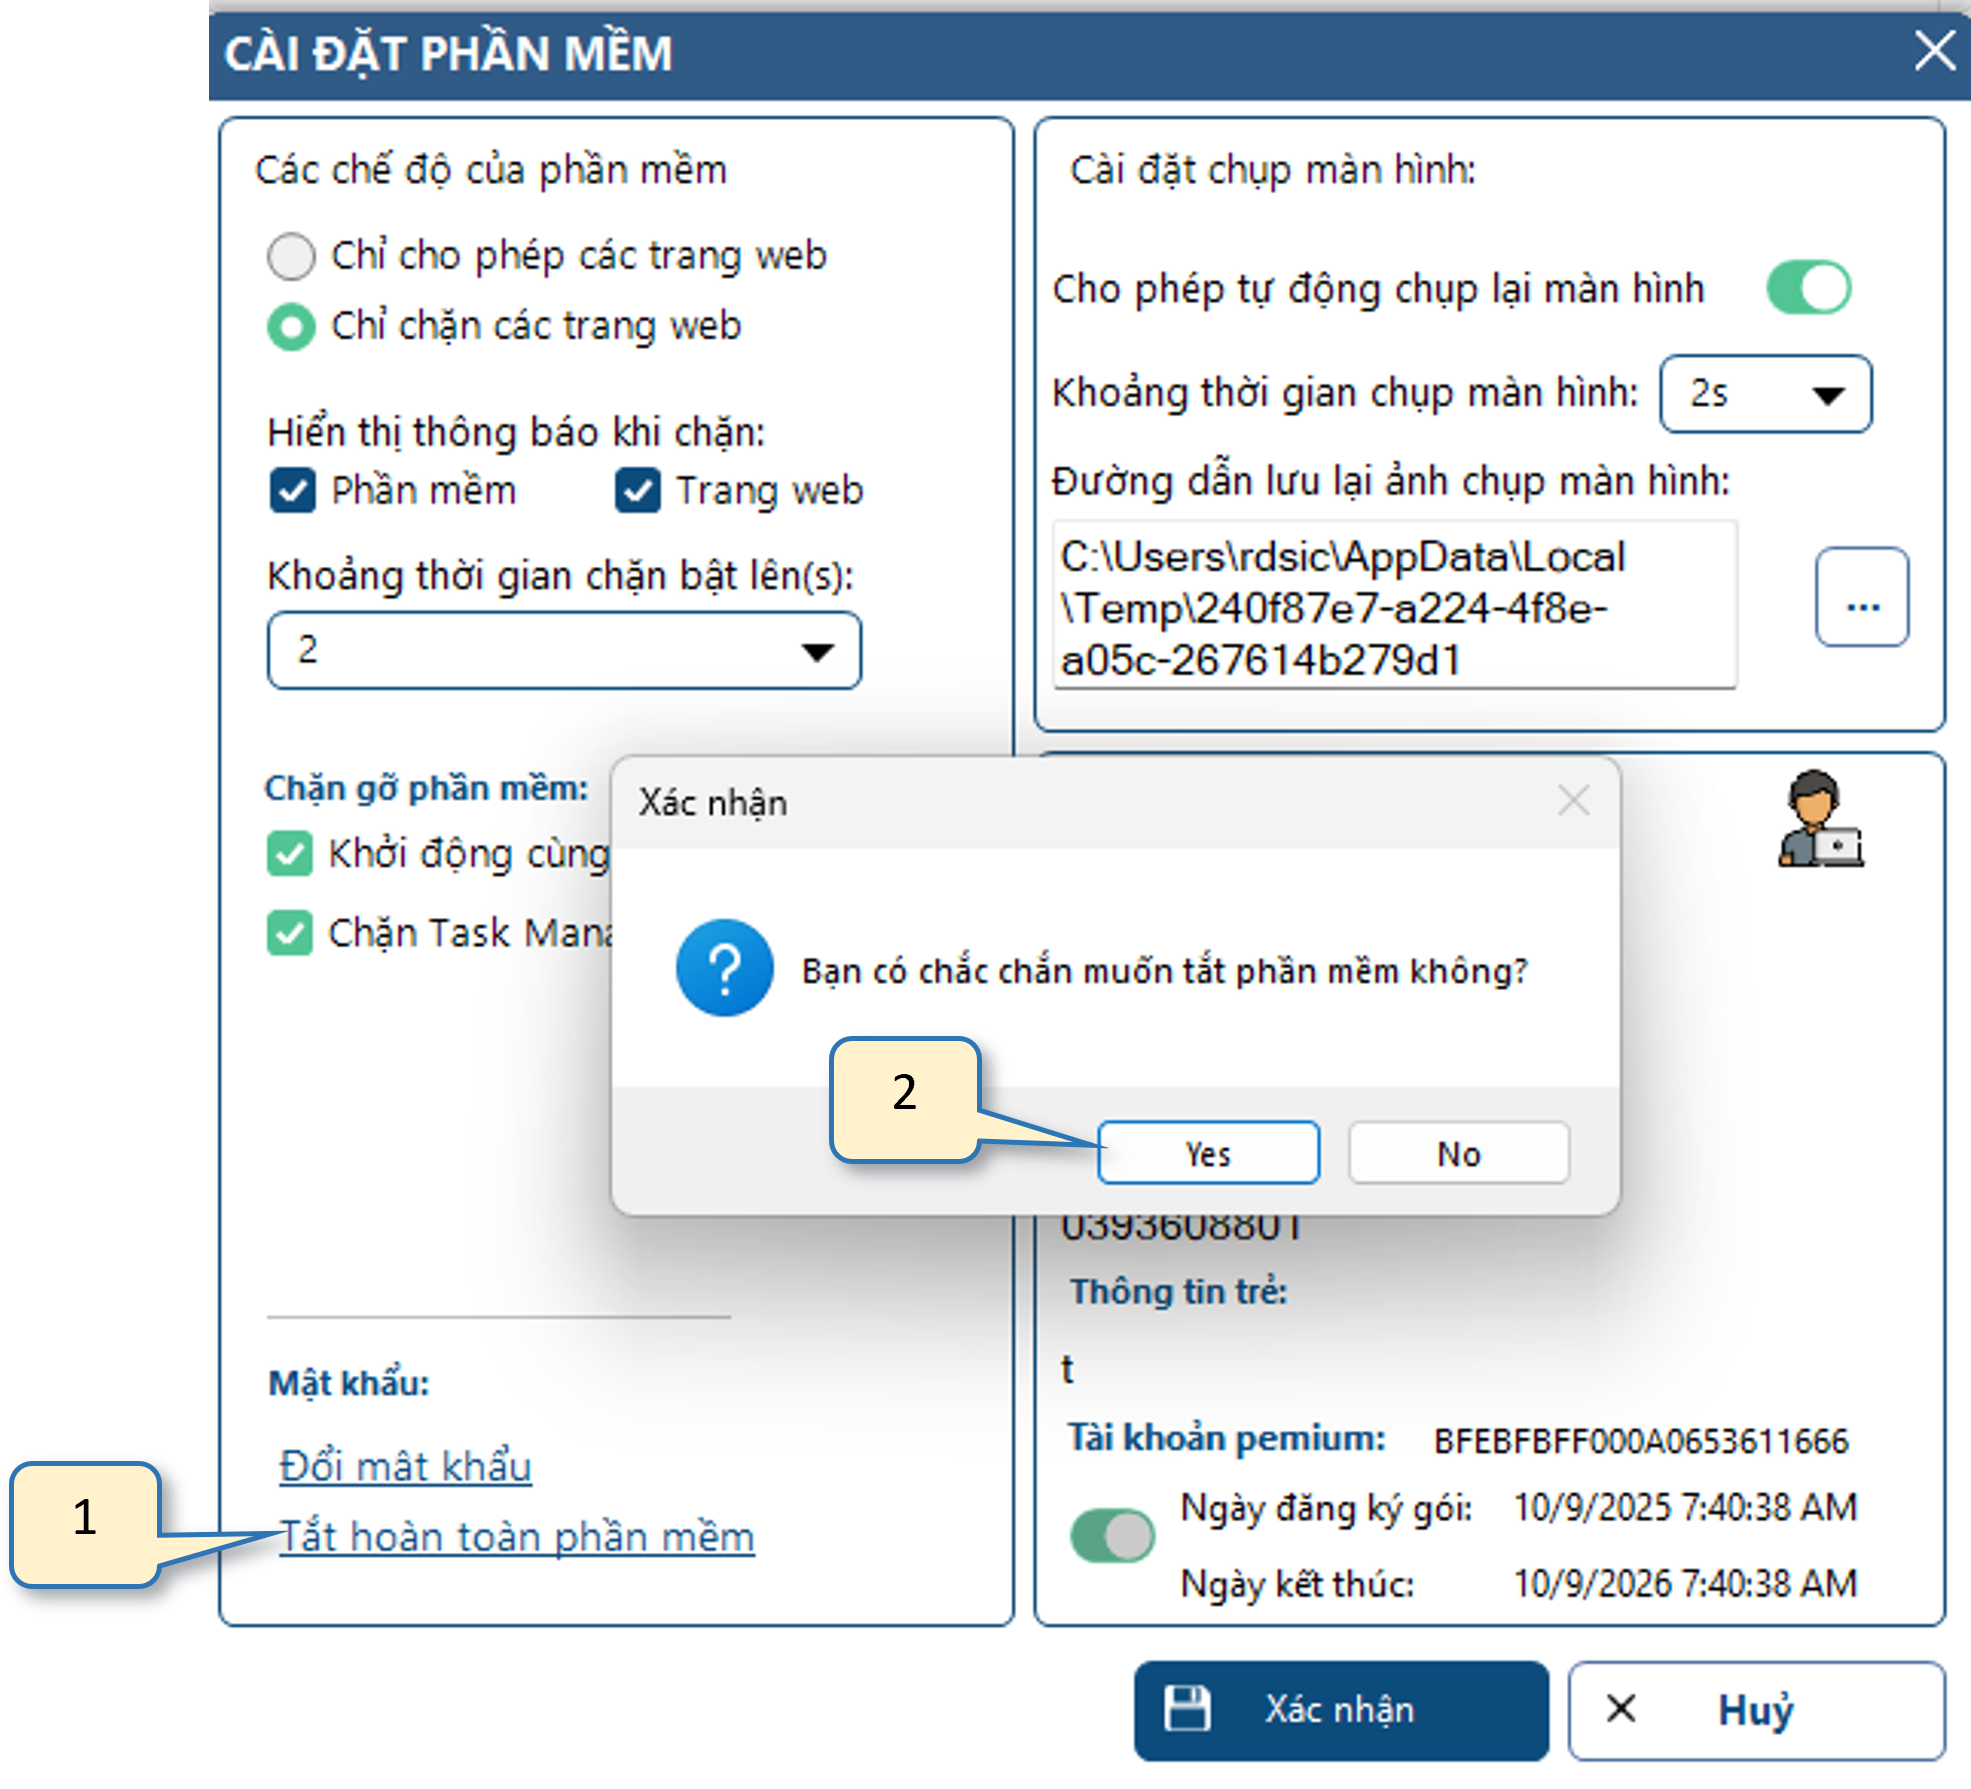 CÀI ĐẶT PHẦN MỀM
Các chế độ của phần mềm
Chỉ cho phép các trang web
Chỉ chặn các trang web
Hiển thị thông báo khi chặn:
Phần mềm
Trang web
Khoảng thời gian chặn bật lên(s):
2
Chặn gỡ phần mềm:
Khởi động cùng
Chặn Task Mana
Mật khẩu:
Đổi mật khẩu
1
Tắt hoàn toàn phần mềm
Cài đặt chụp màn hình:
Cho phép tự động chụp lại màn hình
Khoảng thời gian chụp màn hình:
2s
Đường dẫn lưu lại ảnh chụp màn hình:
C:\Users\rdsic\AppData\Local
\Temp\240f87e7-a224-4f8e-
a05c-267614b279d1
...
Xác nhận
Bạn có chắc chắn muốn tắt phần mềm không?
2
Yes
No
0393608801
Thông tin trẻ:
t
Tài khoản pemium: BFEBFBFF000A0653611666
Ngày đăng ký gói: 10/9/2025 7:40:38 AM
Ngày kết thúc: 10/9/2026 7:40:38 AM
Xác nhận
Huỷ